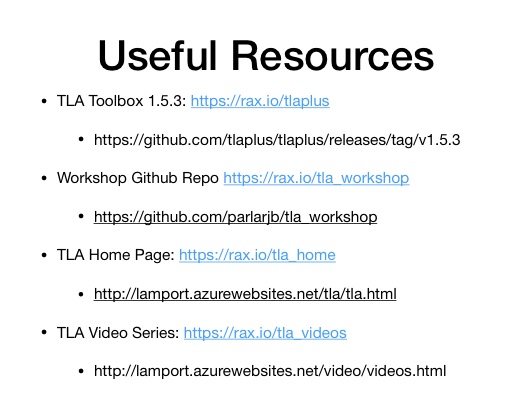 Useful Resources
• TLA Toolbox 1.5.3: https://rax.io/tlaplus
• https://github.com/tlaplus/tlaplus/releases/tag/v1.5.3
• Workshop Github Repo https://rax.io/tla_workshop
• https://github.com/parlarjb/tla_workshop
• TLA Home Page: https://rax.io/tla_home
• http://lamport.azurewebsites.net/tla/tla.html
• TLA Video Series: https://rax.io/tla_videos
• http://lamport.azurewebsites.net/video/videos.html